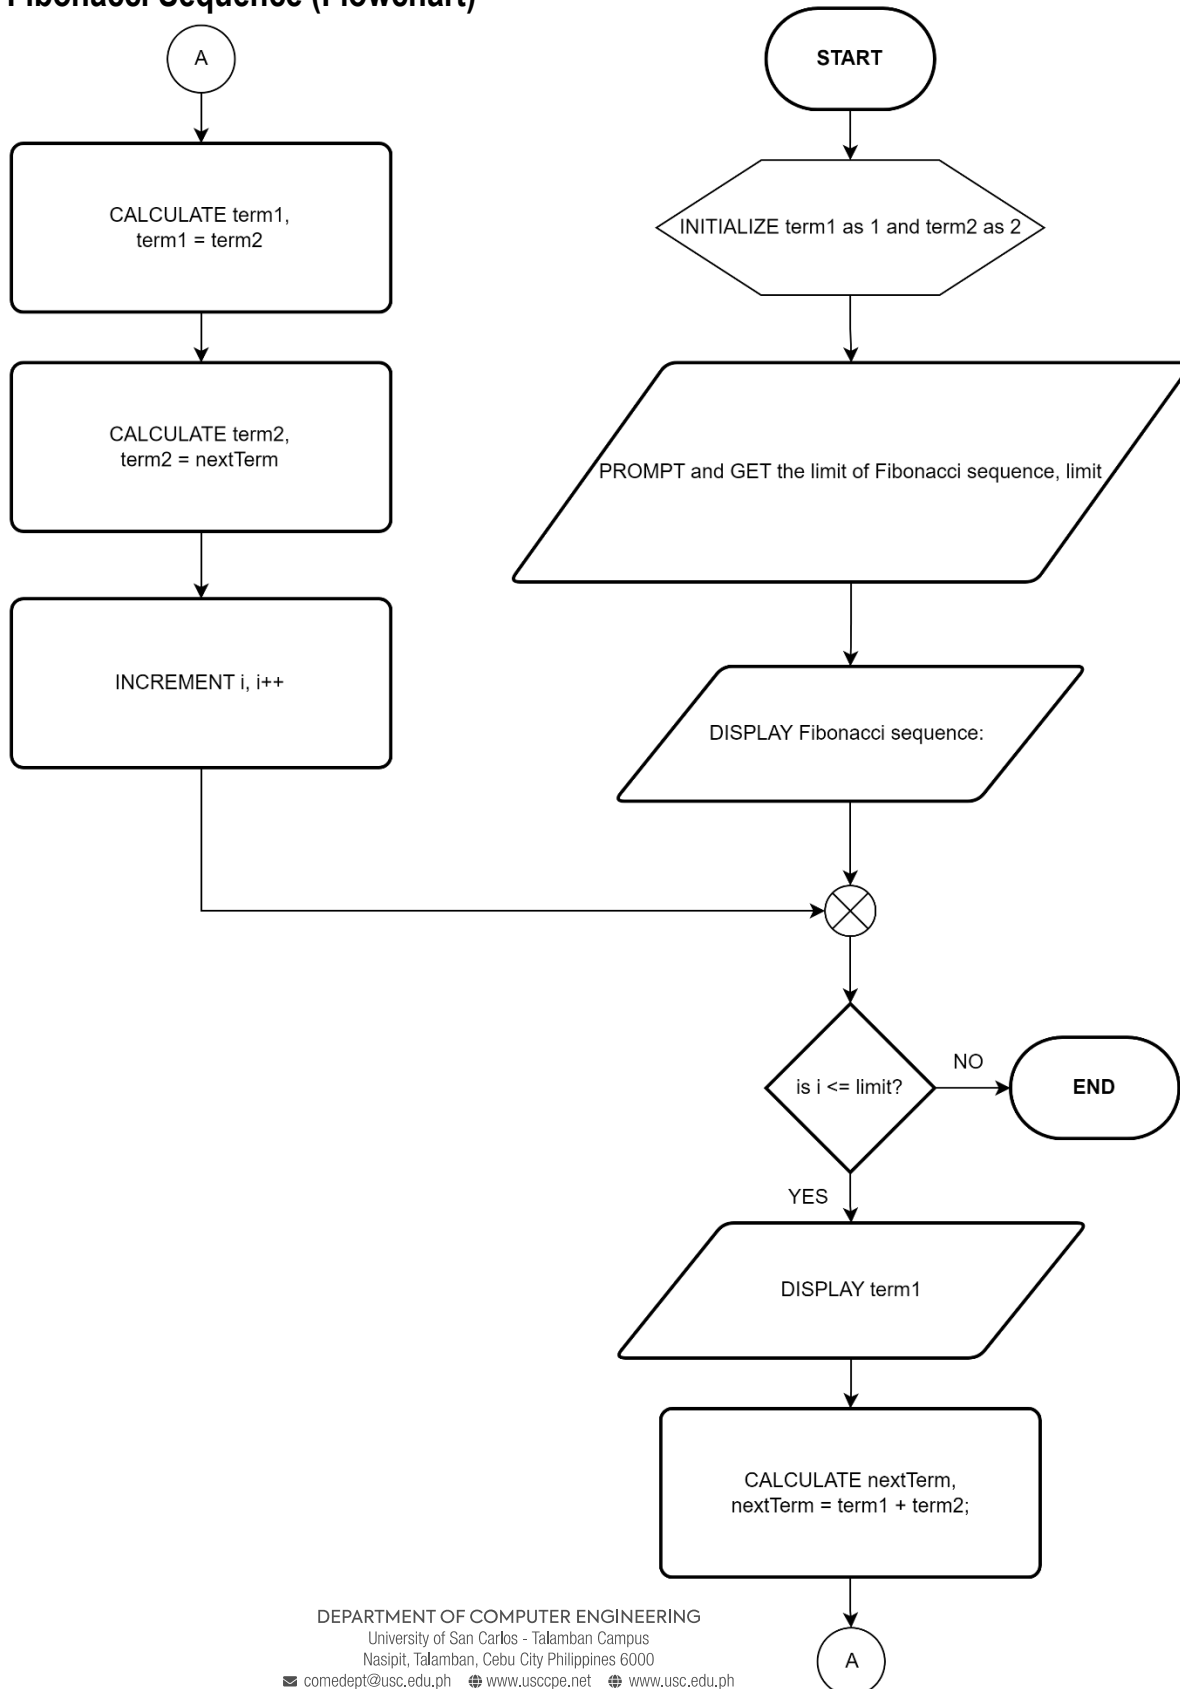 Fibonacci Sequence (Flowchart)
A
CALCULATE term1,
term1 = term2
CALCULATE term2,
term2 = nextTerm
INCREMENT i, i++
START
INITIALIZE term1 as 1 and term2 as 2
PROMPT and GET the limit of Fibonacci sequence, limit
DISPLAY Fibonacci sequence:
is i <= limit?
NO
END
YES
DISPLAY term1
CALCULATE nextTerm,
nextTerm = term1 + term2;
A
DEPARTMENT OF COMPUTER ENGINEERING
University of San Carlos - Talamban Campus
Nasipit, Talamban, Cebu City Philippines 6000
comedept@usc.edu.ph www.usccpe.net www.usc.edu.ph